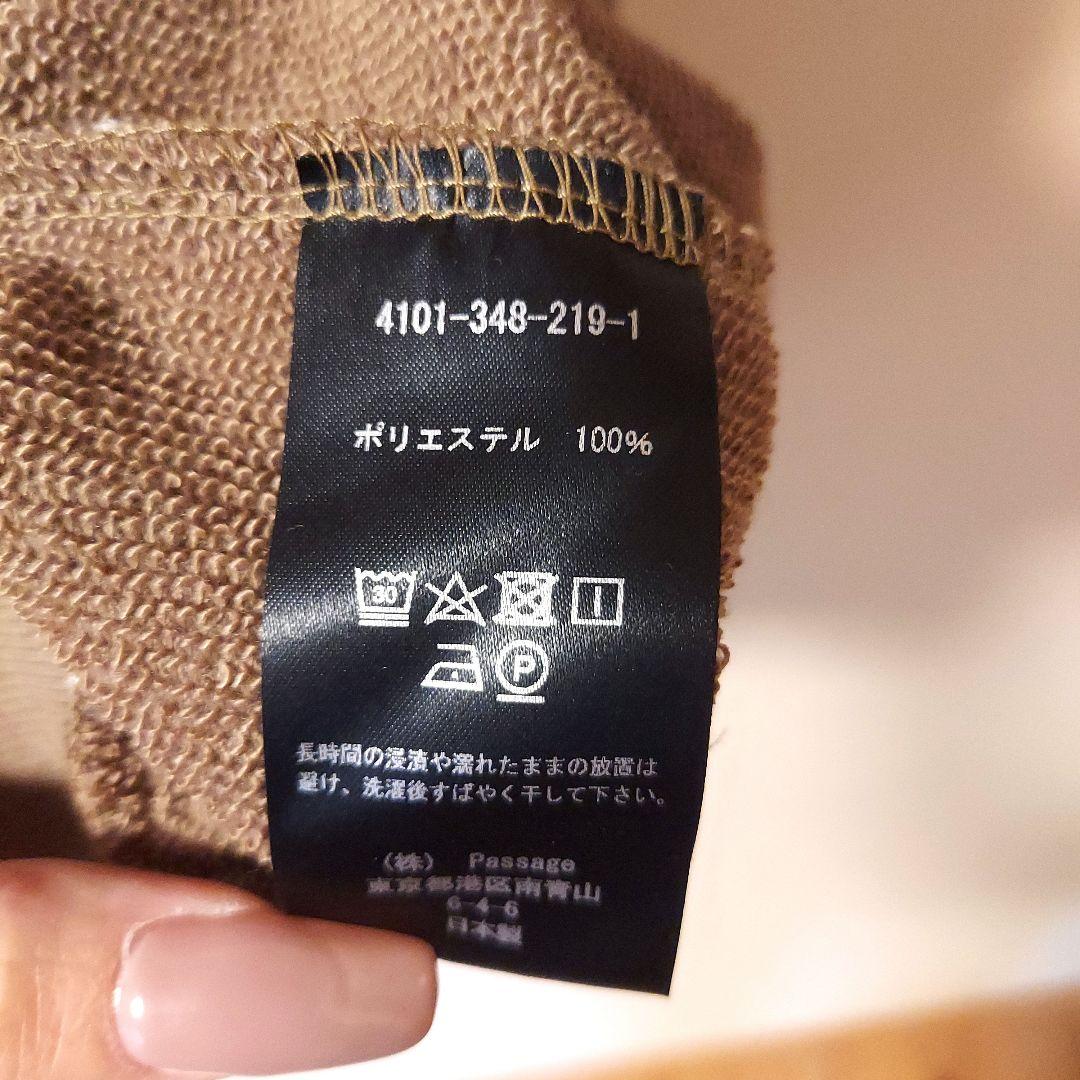 4101-348-219-1
ポリエステル 100%
30
P
長時間の浸漬や濡れたままの放置は
避け、洗濯後すばやく干して下さい。
(株) Passage
東京都港区南青山
6-4-6
日本製